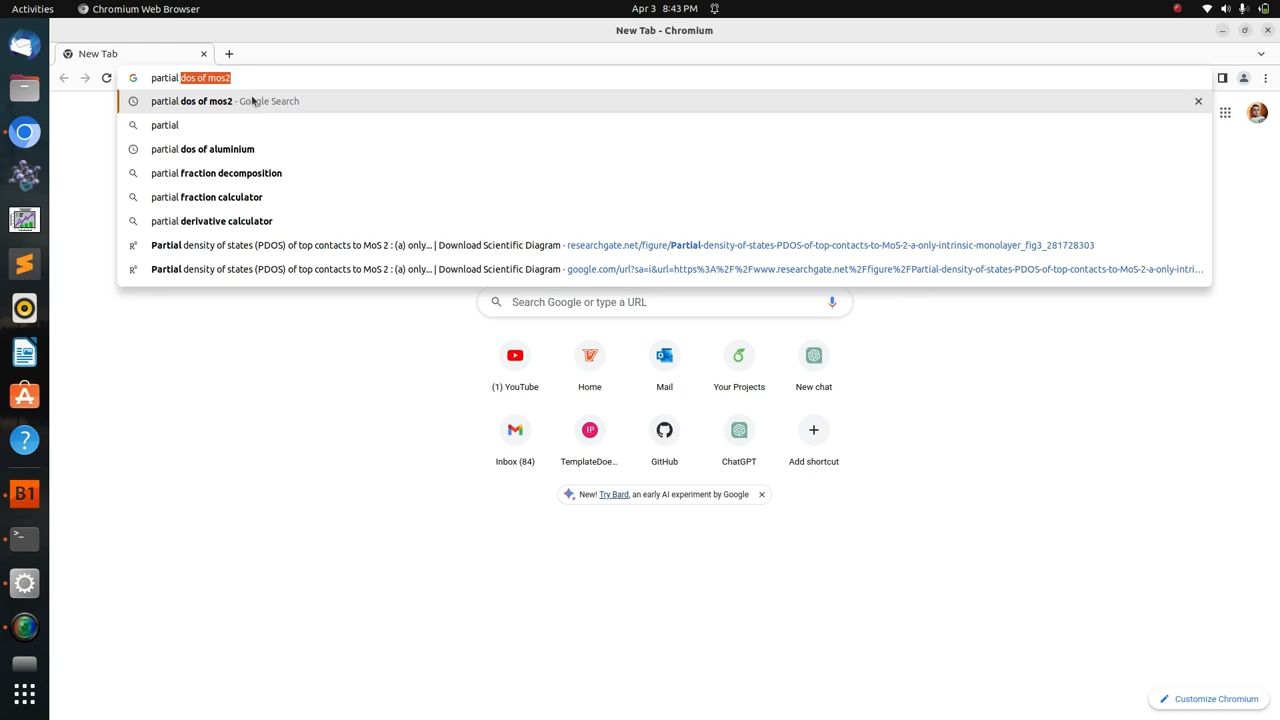 Activities
Chromium Web Browser
Apr 3 8:43 PM
New Tab - Chromium
New Tab
partial dos of mos2
partial dos of mos2 - Google Search
partial
partial dos of aluminium
partial fraction decomposition
partial fraction calculator
partial derivative calculator
Partial density of states (PDOS) of top contacts to MoS 2 : (a) only... | Download Scientific Diagram - researchgate.net/figure/Partial-density-of-states-PDOS-of-top-contacts-to-MoS-2-a-only-intrinsic-monolayer_fig3_281728303
Partial density of states (PDOS) of top contacts to MoS 2 : (a) only... | Download Scientific Diagram - google.com/url?sa=i&url=https%3A%2F%2Fwww.researchgate.net%2Ffigure%2FPartial-density-of-states-PDOS-of-top-contacts-to-MoS-2-a-only-intri...
Search Google or type a URL
(1) YouTube
Home
Mail
Your Projects
New chat
Inbox (84)
IP
TemplateDoe...
GitHub
ChatGPT
Add shortcut
New! Try Bard, an early AI experiment by Google
B1
Customize Chromium